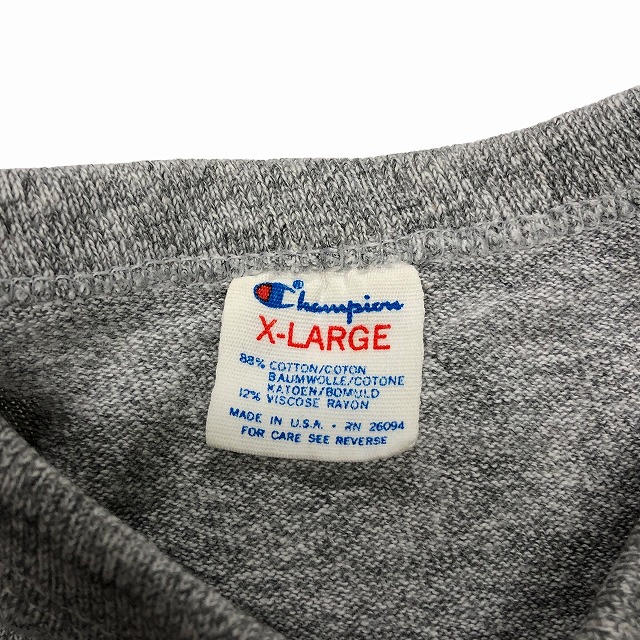 Champion®
X-LARGE
88% COTTON/COTON
BAUMWOLLE/COTONE
KATOEN/BOMULD
12% VISCOSE RAYON
MADE IN U.S.A. • RN 26094
FOR CARE SEE REVERSE